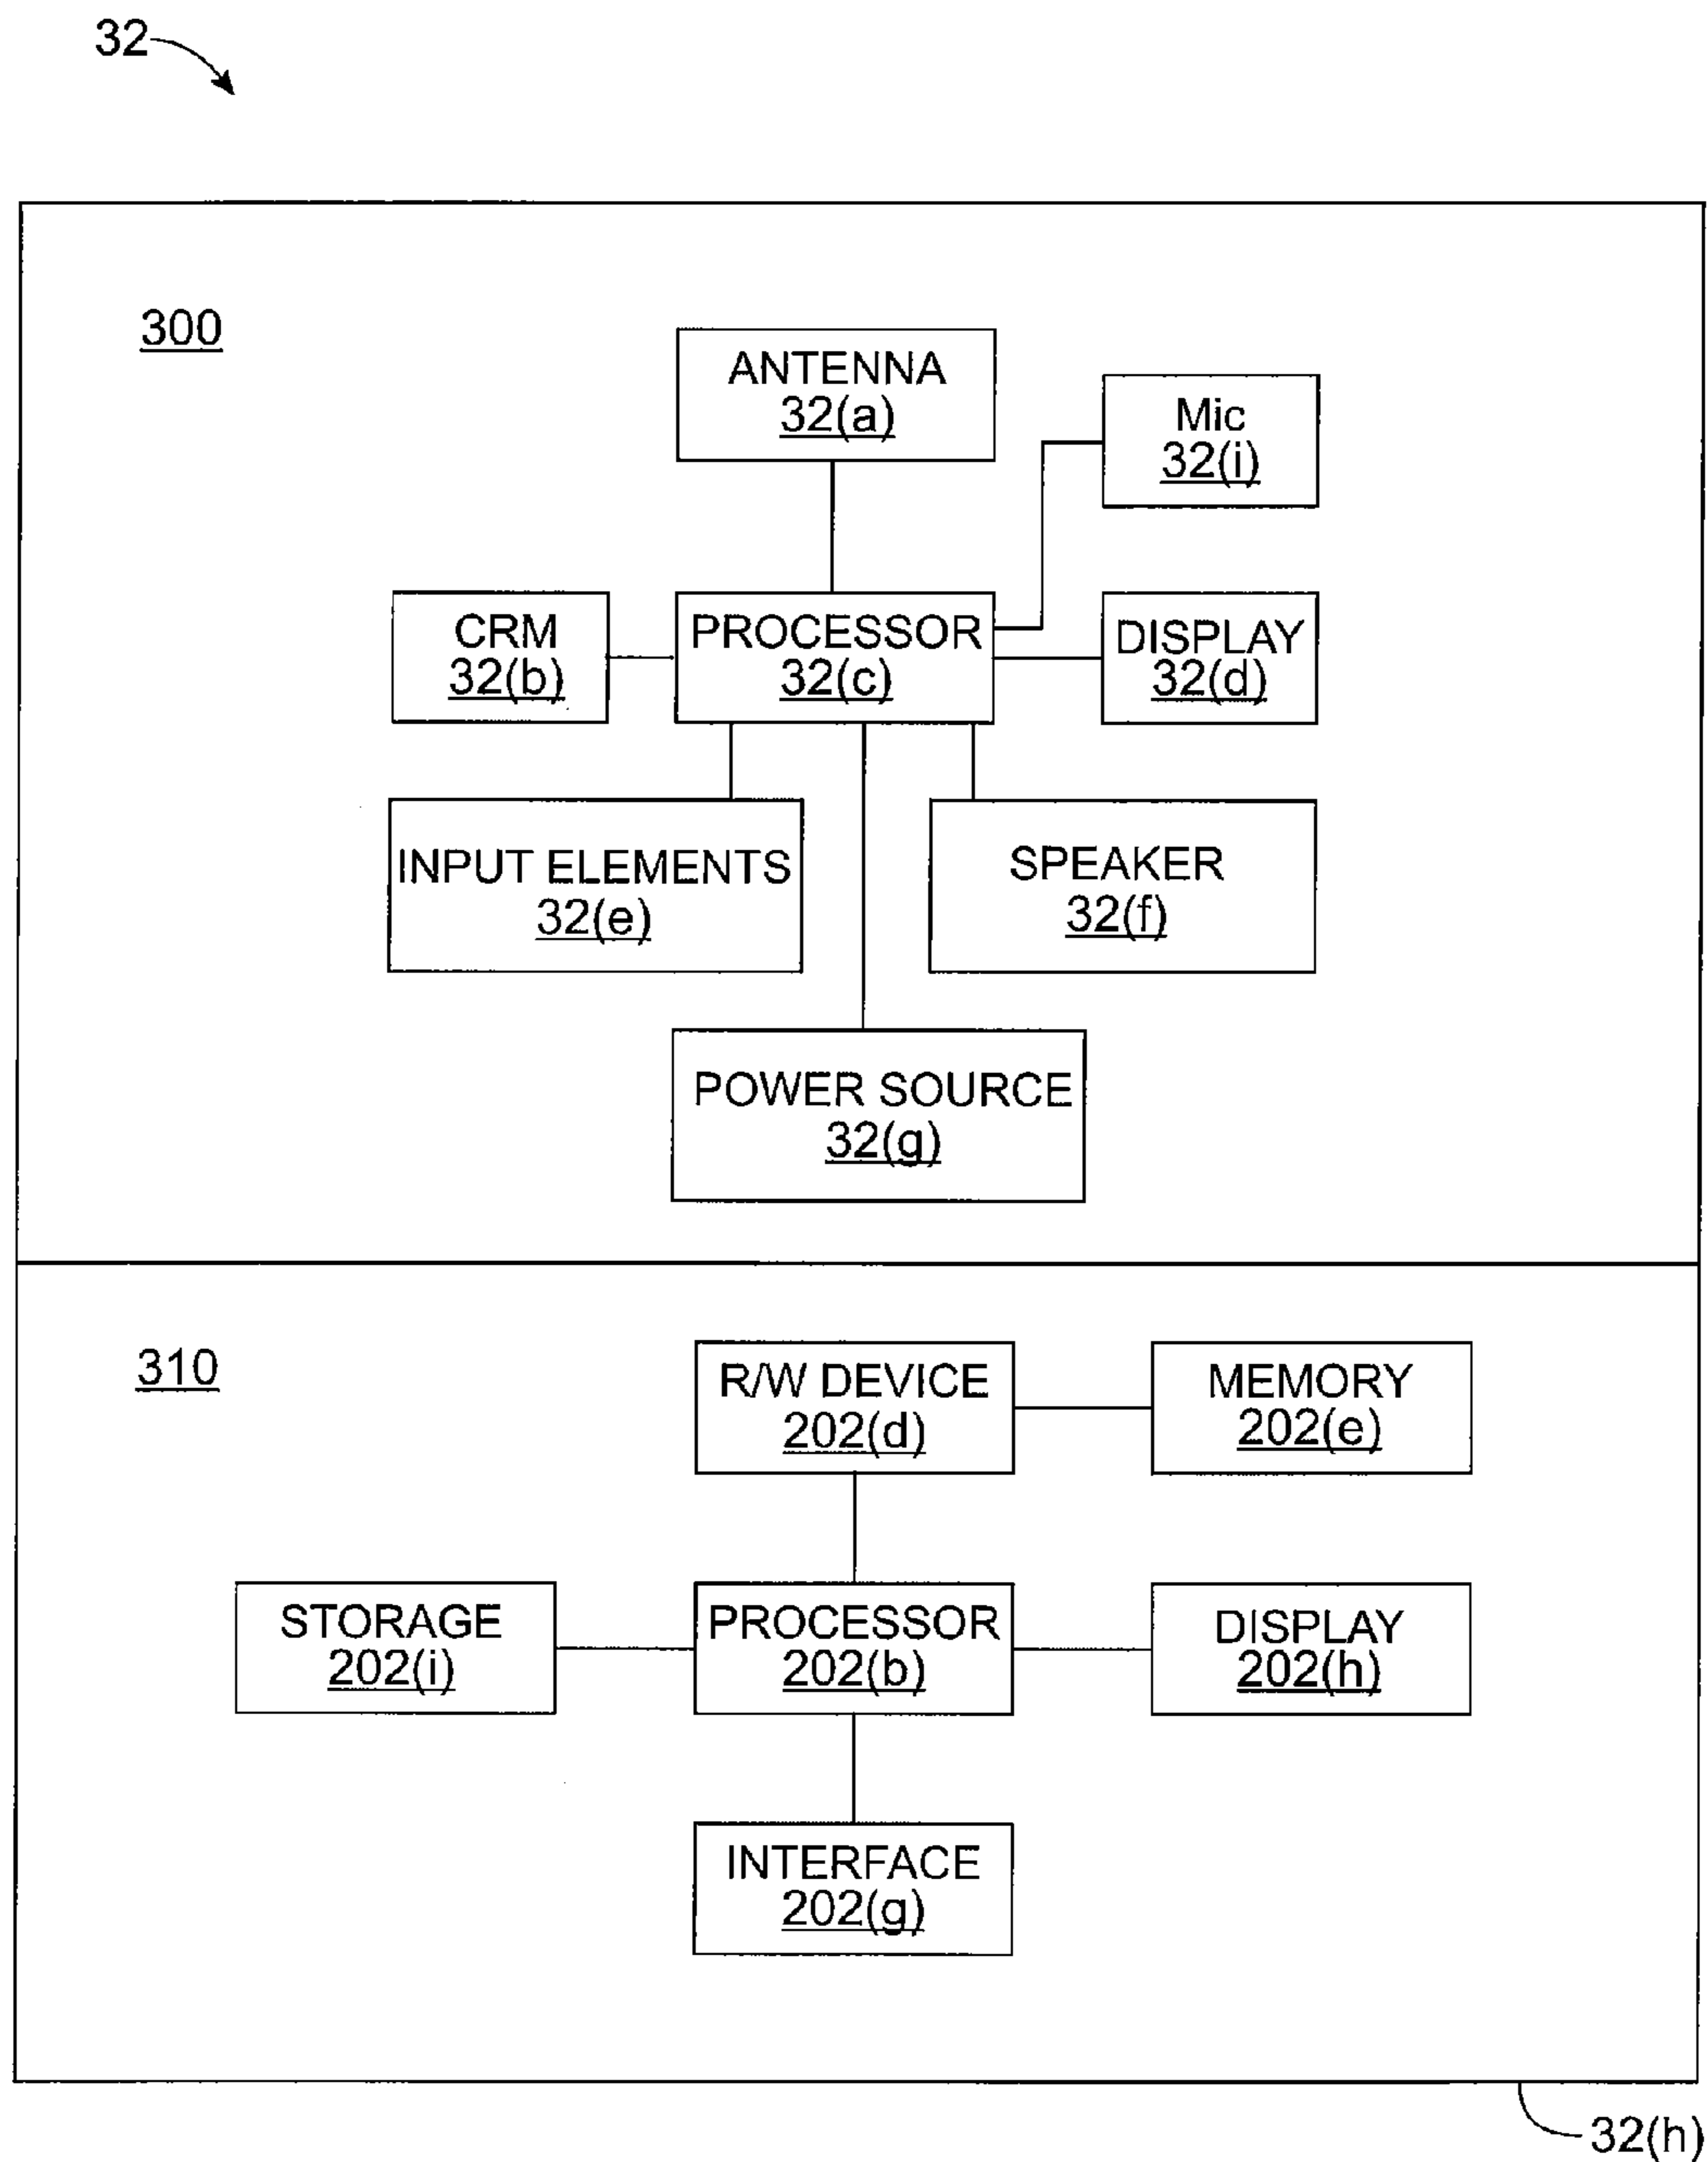 32
300
ANTENNA
32(a)
Mic
32(i)
CRM
32(b)
PROCESSOR
32(c)
DISPLAY
32(d)
INPUT ELEMENTS
32(e)
SPEAKER
32(f)
POWER SOURCE
32(g)
310
R/W DEVICE
202(d)
MEMORY
202(e)
STORAGE
202(i)
PROCESSOR
202(b)
DISPLAY
202(h)
INTERFACE
202(g)
32(h)